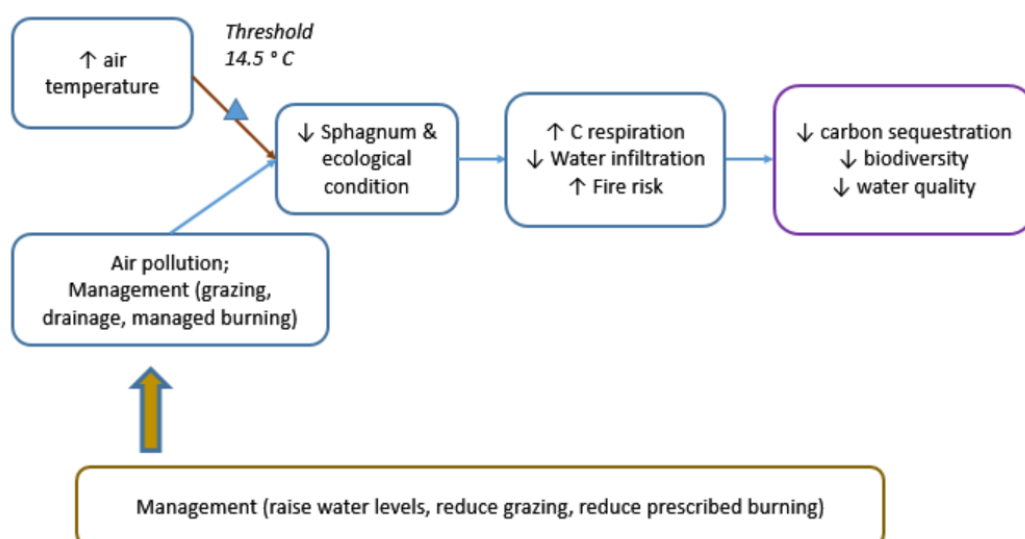 ↑ air
temperature
Threshold
14.5 ° C
↓ Sphagnum &
ecological
condition
↑ C respiration
↓ Water infiltration
↑ Fire risk
↓ carbon sequestration
↓ biodiversity
↓ water quality
Air pollution;
Management (grazing,
drainage, managed burning)
Management (raise water levels, reduce grazing, reduce prescribed burning)